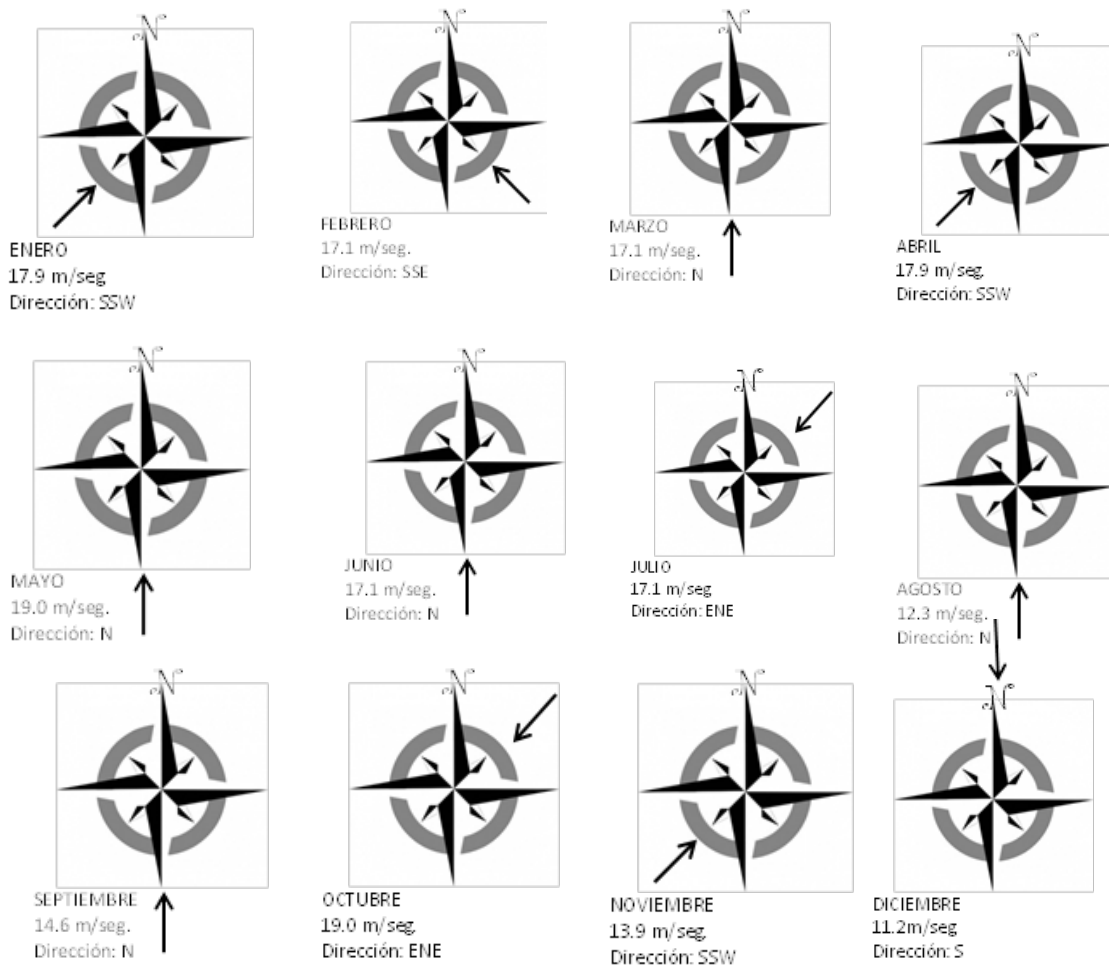 N
N
N
N
ENERO
17.9 m/seg
Dirección: SSW
FEBRERO
17.1 m/seg.
Dirección: SSE
MARZO
17.1 m/seg.
Dirección: N
ABRIL
17.9 m/seg.
Dirección: SSW
N
N
N
N
MAYO
19.0 m/seg.
Dirección: N
JUNIO
17.1 m/seg.
Dirección: N
JULIO
17.1 m/seg
Dirección: ENE
AGOSTO
12.3 m/seg.
Dirección: N
N
N
N
N
SEPTIEMBRE
14.6 m/seg.
Dirección: N
OCTUBRE
19.0 m/seg.
Dirección: ENE
NOVIEMBRE
13.9 m/seg.
Dirección: SSW
DICIEMBRE
11.2m/seg
Dirección: S